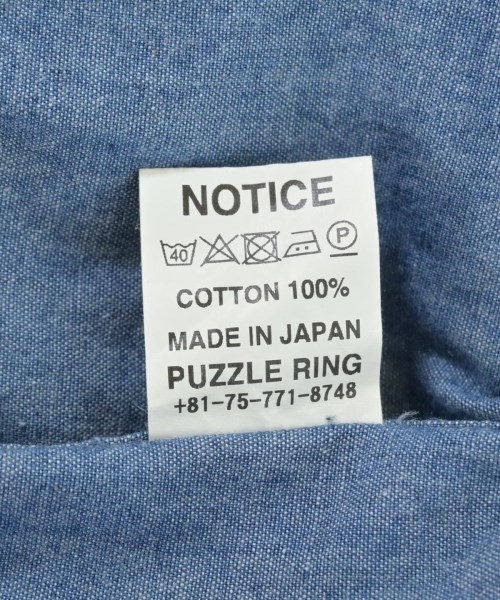 NOTICE
40 P
COTTON 100%
MADE IN JAPAN
PUZZLE RING
+81-75-771-8748